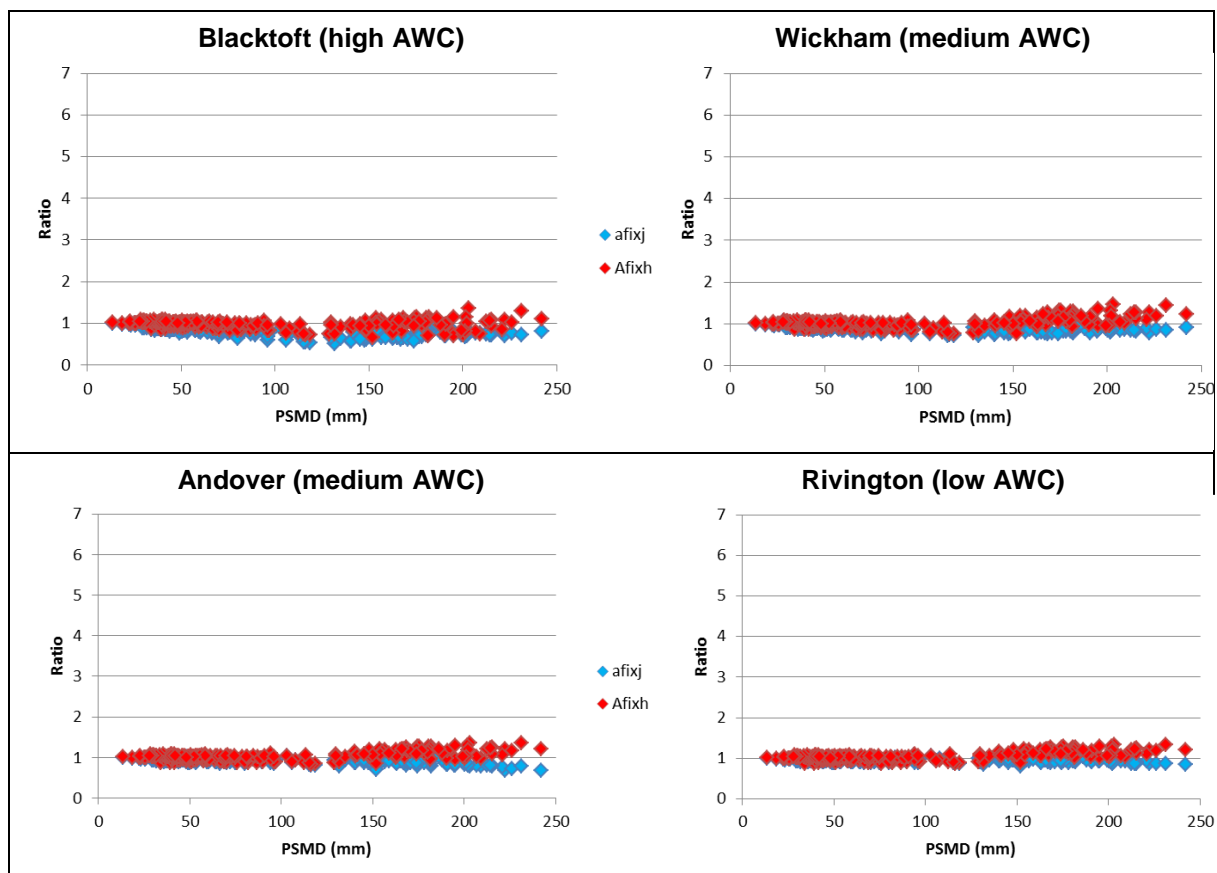 Blacktoft (high AWC)
7
6
5
4
3
2
1
0
Ratio
0 50 100 150 200 250
PSMD (mm)
afixj
Afixh
Wickham (medium AWC)
7
6
5
4
3
2
1
0
Ratio
0 50 100 150 200 250
PSMD (mm)
Andover (medium AWC)
7
6
5
4
3
2
1
0
Ratio
0 50 100 150 200 250
PSMD (mm)
afixj
Afixh
Rivington (low AWC)
7
6
5
4
3
2
1
0
Ratio
0 50 100 150 200 250
PSMD (mm)